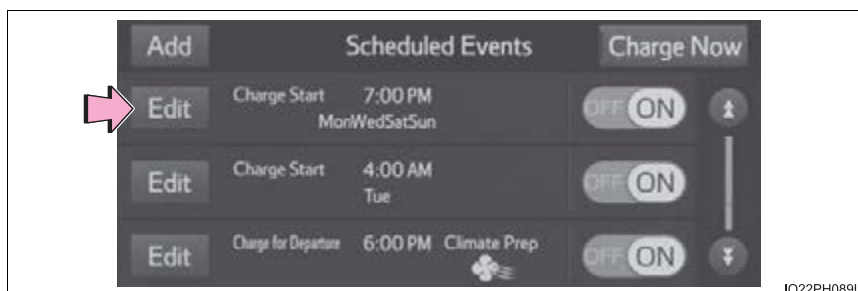 Add Scheduled Events Charge Now
Edit Charge Start 7:00 PM OFF ON
MonWedSatSun
Edit Charge Start 4:00 AM OFF ON
Tue
Edit Charge for Departure 6:00 PM Climate Prep OFF ON
IO22PH089U